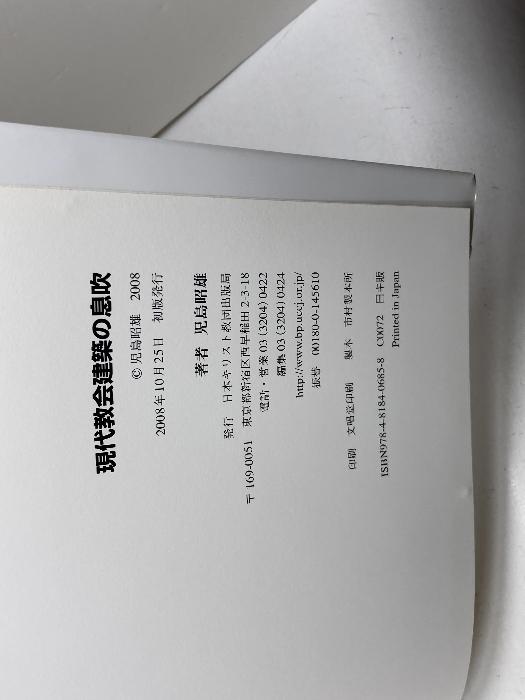 現代教会建築の息吹
© 児島昭雄 2008
2008年10月25日 初版発行
著者 児島昭雄
発行 日本キリスト教団出版局
〒169-0051 東京都新宿区西早稲田2-3-18
電話・営業03(3204)0422
編集03(3204)0424
http://www.bp.uccj.or.jp/
振替 00180-0-145610
印刷 文唱堂印刷 製本 市村製本所
ISBN978-4-8184-0685-8 C0072 日キ販
Printed in Japan